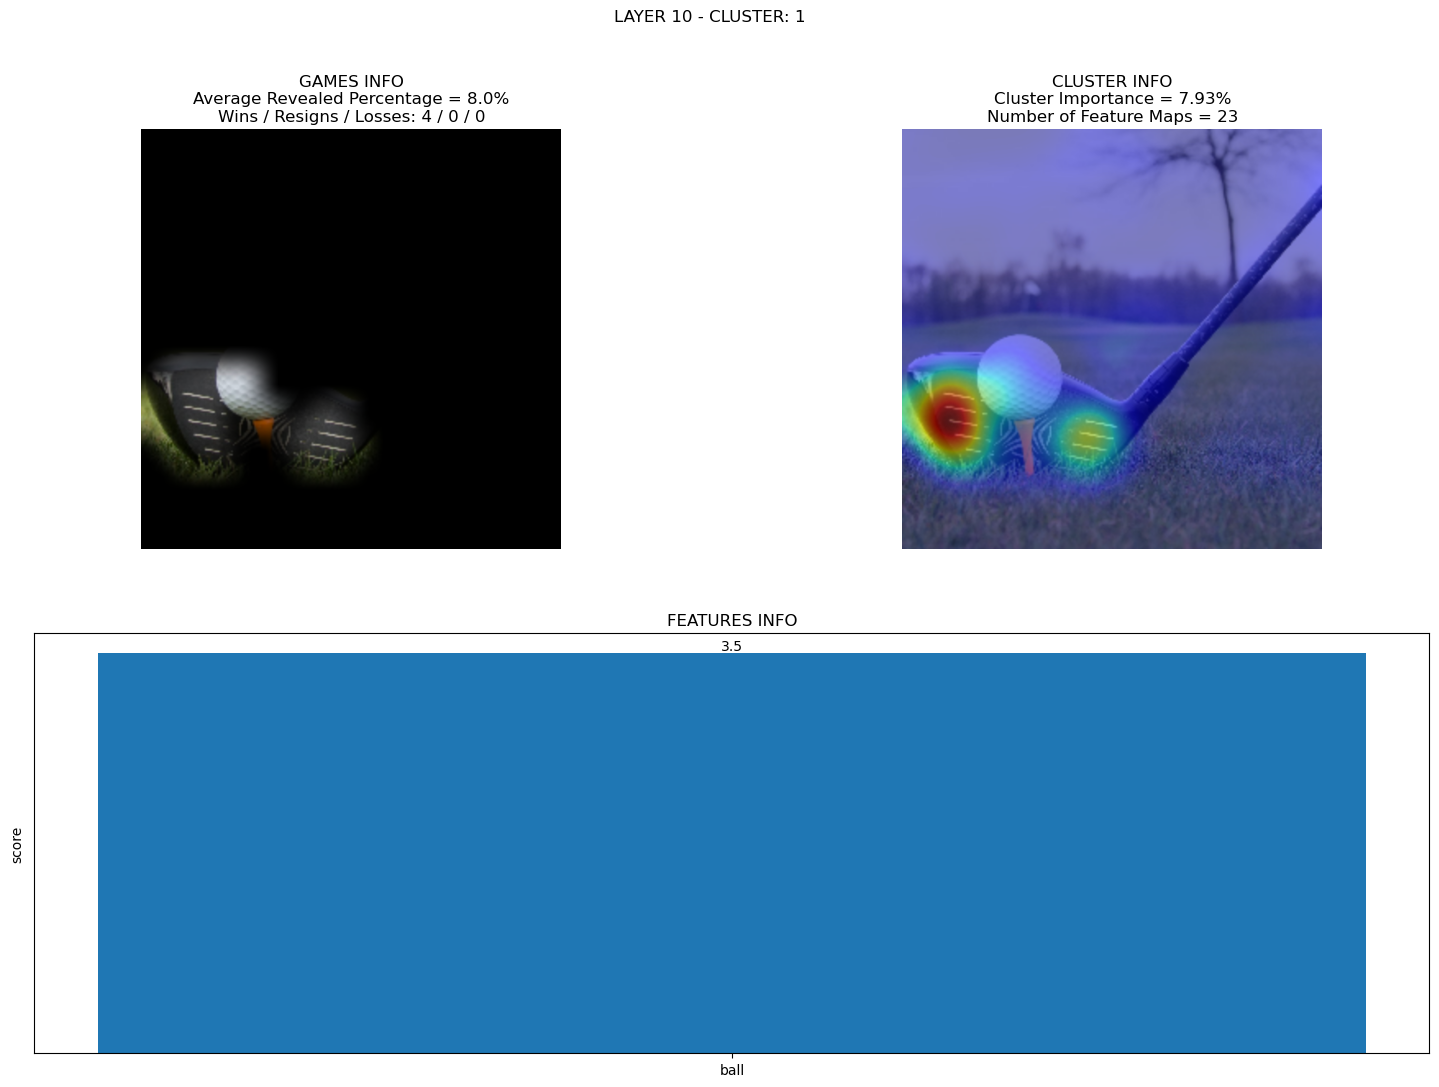 LAYER 10 - CLUSTER: 1
GAMES INFO
Average Revealed Percentage = 8.0%
Wins / Resigns / Losses: 4 / 0 / 0
CLUSTER INFO
Cluster Importance = 7.93%
Number of Feature Maps = 23
FEATURES INFO
3.5
score
ball